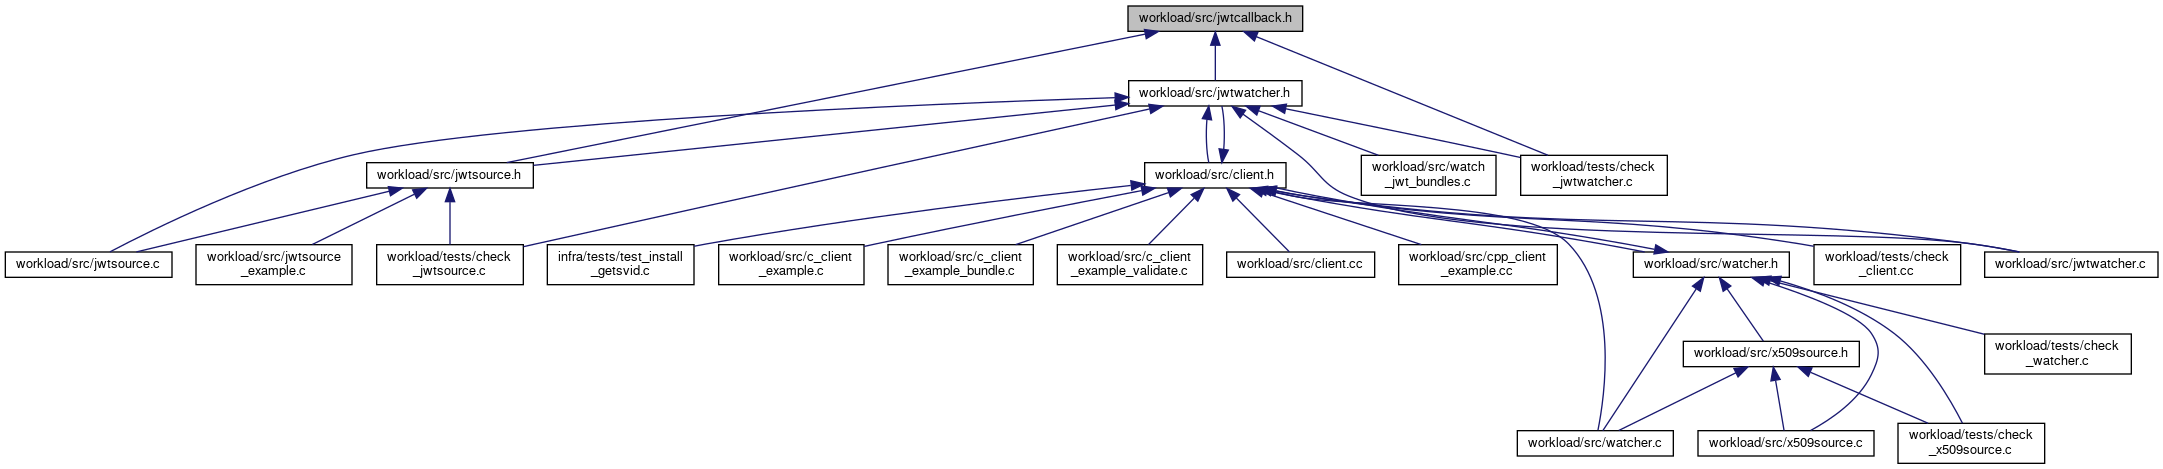 workload/src/jwtcallback.h
workload/src/jwtwatcher.h
workload/src/jwtsource.h
workload/src/client.h
workload/src/watch
_jwt_bundles.c
workload/tests/check
_jwtwatcher.c
workload/src/jwtsource.c
workload/src/jwtsource
_example.c
workload/tests/check
_jwtsource.c
infra/tests/test_install
_getsvid.c
workload/src/c_client
_example.c
workload/src/c_client
_example_bundle.c
workload/src/c_client
_example_validate.c
workload/src/client.cc
workload/src/cpp_client
_example.cc
workload/src/watcher.h
workload/tests/check
_client.cc
workload/src/jwtwatcher.c
workload/src/x509source.h
workload/tests/check
_watcher.c
workload/src/watcher.c
workload/src/x509source.c
workload/tests/check
_x509source.c